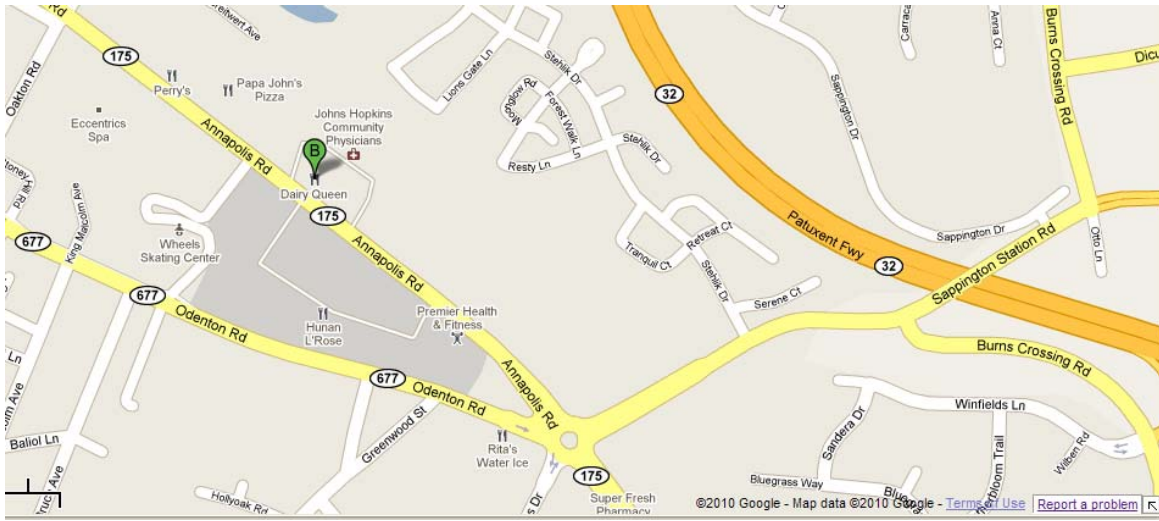 175
Oakton Rd
Perry's
Papa John's
Pizza
Eccentrics
Spa
Johns Hopkins
Community
Physicians
Annapolis Rd
B
Dairy Queen
175
Annapolis Rd
King Malcolm Ave
677
Wheels
Skating Center
677
Odenton Rd
Hunan
L'Rose
Premier Health
& Fitness
677
Odenton Rd
Annapolis Rd
Greenwood St
Rita's
Water Ice
175
Super Fresh
Pharmacy
Baliol Ln
Hollyoak Rd
Lions Gate Ln
Stehlik Dr
Moonglow Rd
Forest Walk Ln
Resty Ln
Stehlik Dr
Tranquil Ct
Retreat Ct
Stehlik Dr
Serene Ct
32
Patuxent Fwy
32
Sappington Dr
Sappington Dr
Anna Ct
Burns Crossing Rd
Otto Ln
Sappington Station Rd
Burns Crossing Rd
Winfields Ln
Sandera Dr
Wilben Rd
Bluegrass Way
©2010 Google - Map data ©2010 Google - Terms of Use
Report a problem